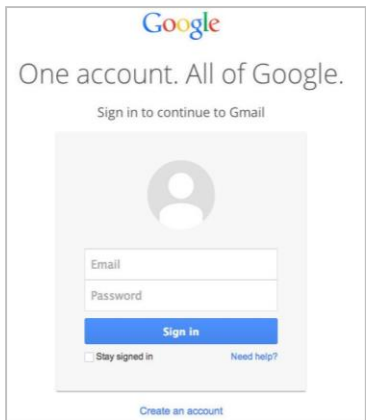 Google
One account. All of Google.
Sign in to continue to Gmail
Email
Password
Sign in
Stay signed in Need help?
Create an account